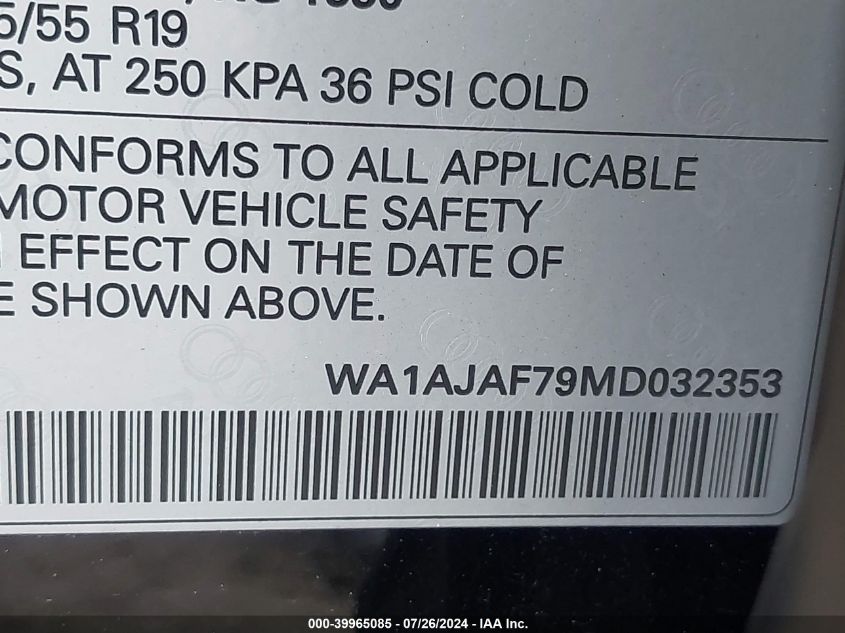 5/55 R19
S, AT 250 KPA 36 PSI COLD
CONFORMS TO ALL APPLICABLE
MOTOR VEHICLE SAFETY
EFFECT ON THE DATE OF
E SHOWN ABOVE.
WA1AJAF79MD032353
000-39965085 - 07/26/2024 - IAA Inc.